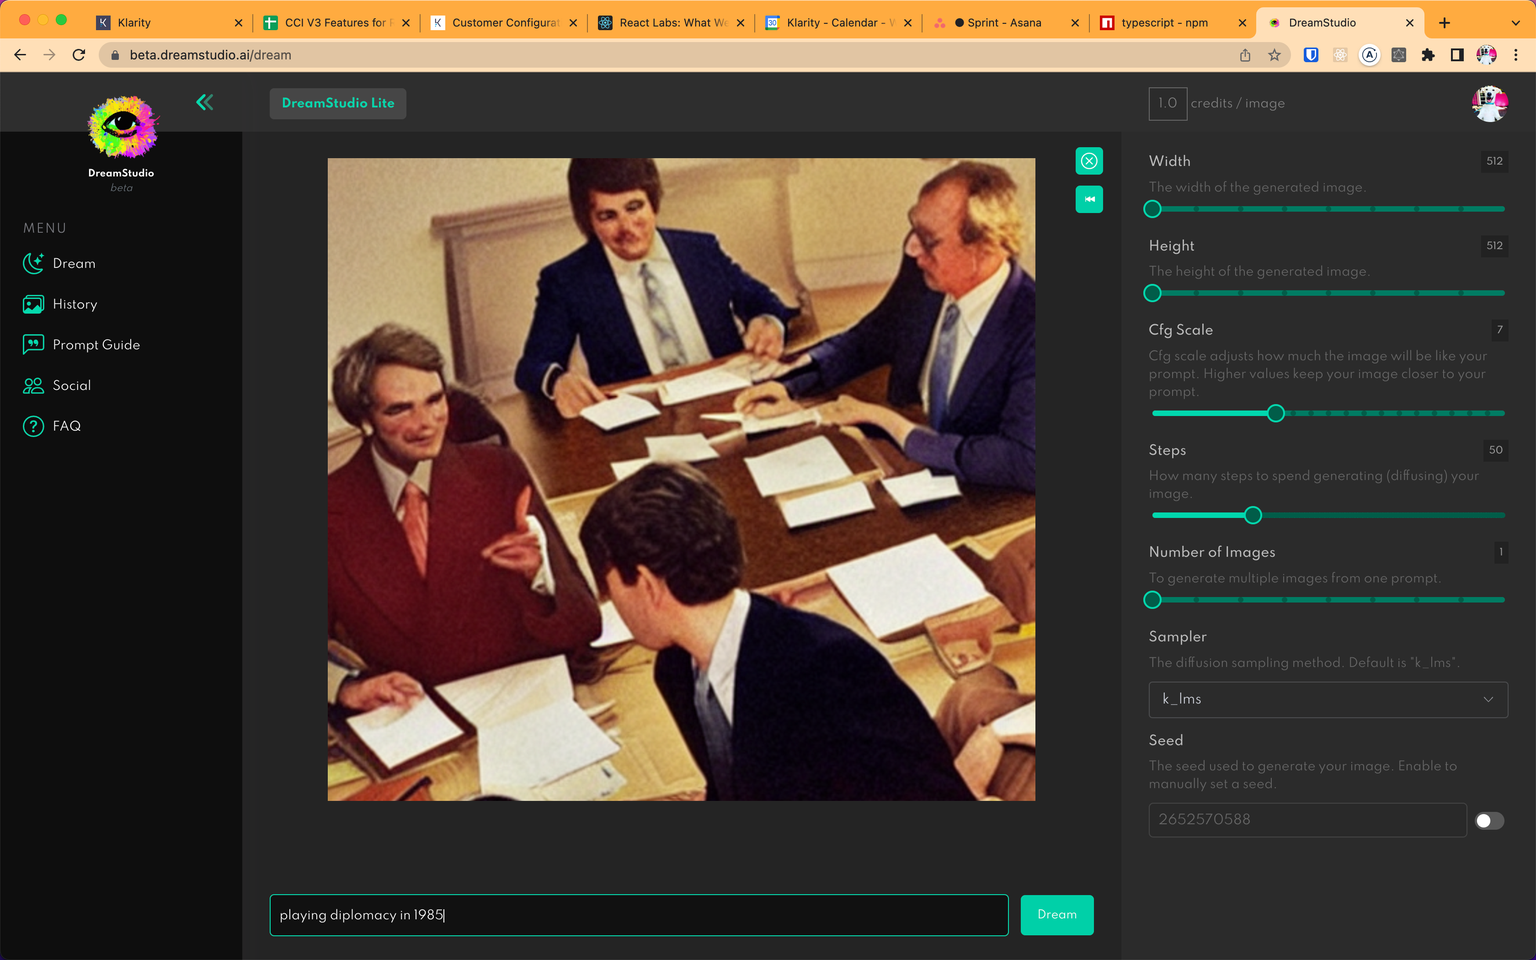 Klarity
CCI V3 Features for
Customer Configurat
React Labs: What W
Klarity - Calendar -
Sprint - Asana
typescript - npm
DreamStudio
beta.dreamstudio.ai/dream
DreamStudio
beta
DreamStudio Lite
1.0 credits / image
MENU
Dream
History
Prompt Guide
Social
FAQ
Width
512
The width of the generated image.
Height
512
The height of the generated image.
Cfg Scale
7
Cfg scale adjusts how much the image will be like your
prompt. Higher values keep your image closer to your
prompt.
Steps
50
How many steps to spend generating (diffusing) your
image.
Number of Images
1
To generate multiple images from one prompt.
Sampler
The diffusion sampling method. Default is "k_lms".
k_lms
Seed
The seed used to generate your image. Enable to
manually set a seed.
2652570588
playing diplomacy in 1985
Dream